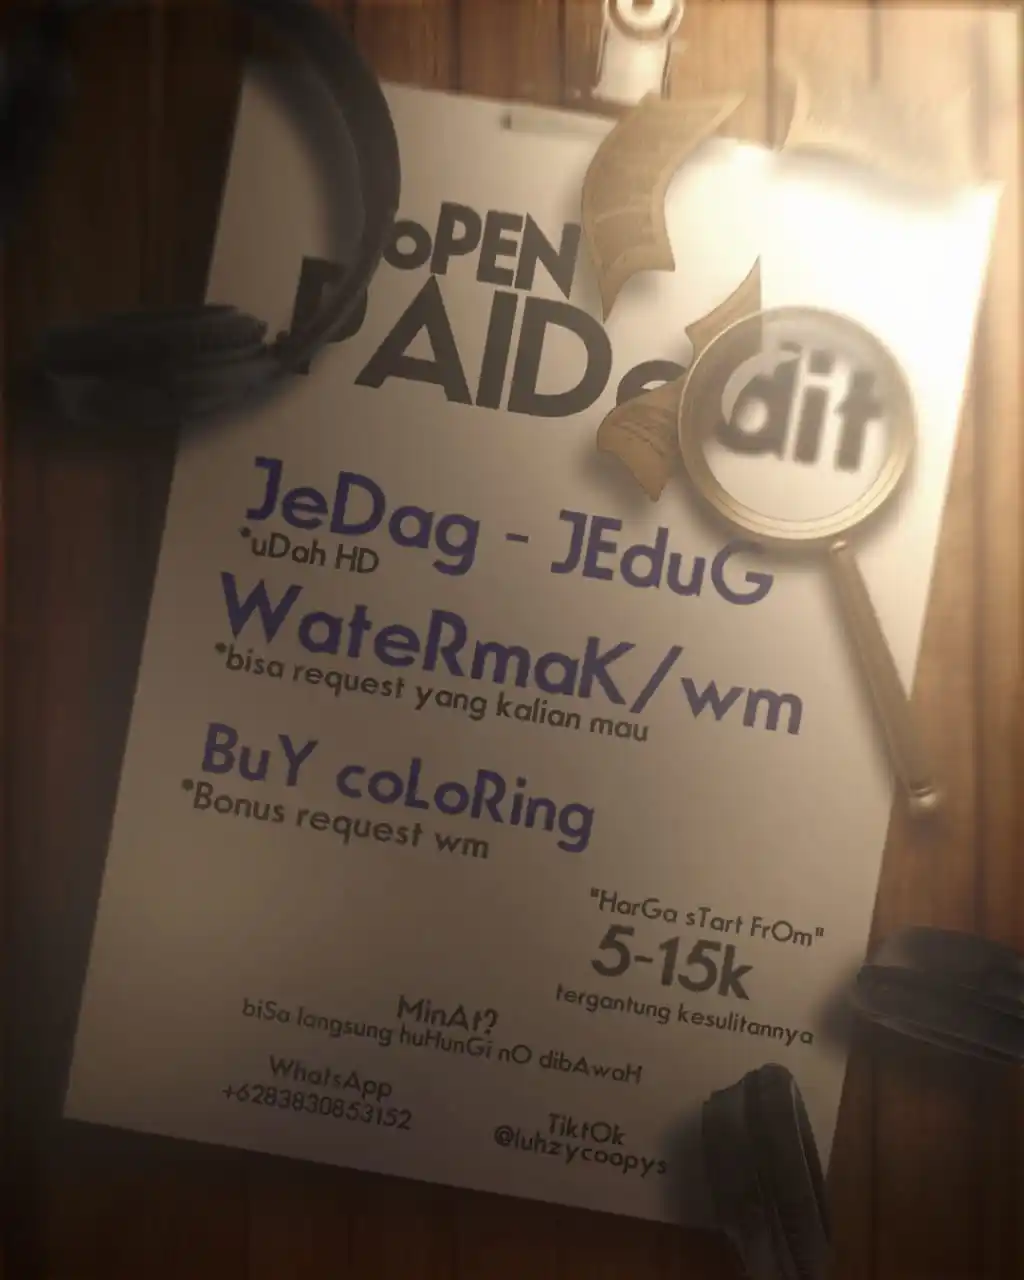 oPEN
PAIDe dit
JeDag - JEduG
*uDah HD
WateRmaK/wm
*bisa request yang kalian mau
BuY coLoRing
*Bonus request wm
"HarGa sTart FrOm"
5-15k
tergantung kesulitannya
MinAt?
biSa langsung huHunGi nO dibAwaH
WhatsApp
+6283830853152
TiktOk
@luhzycoopys